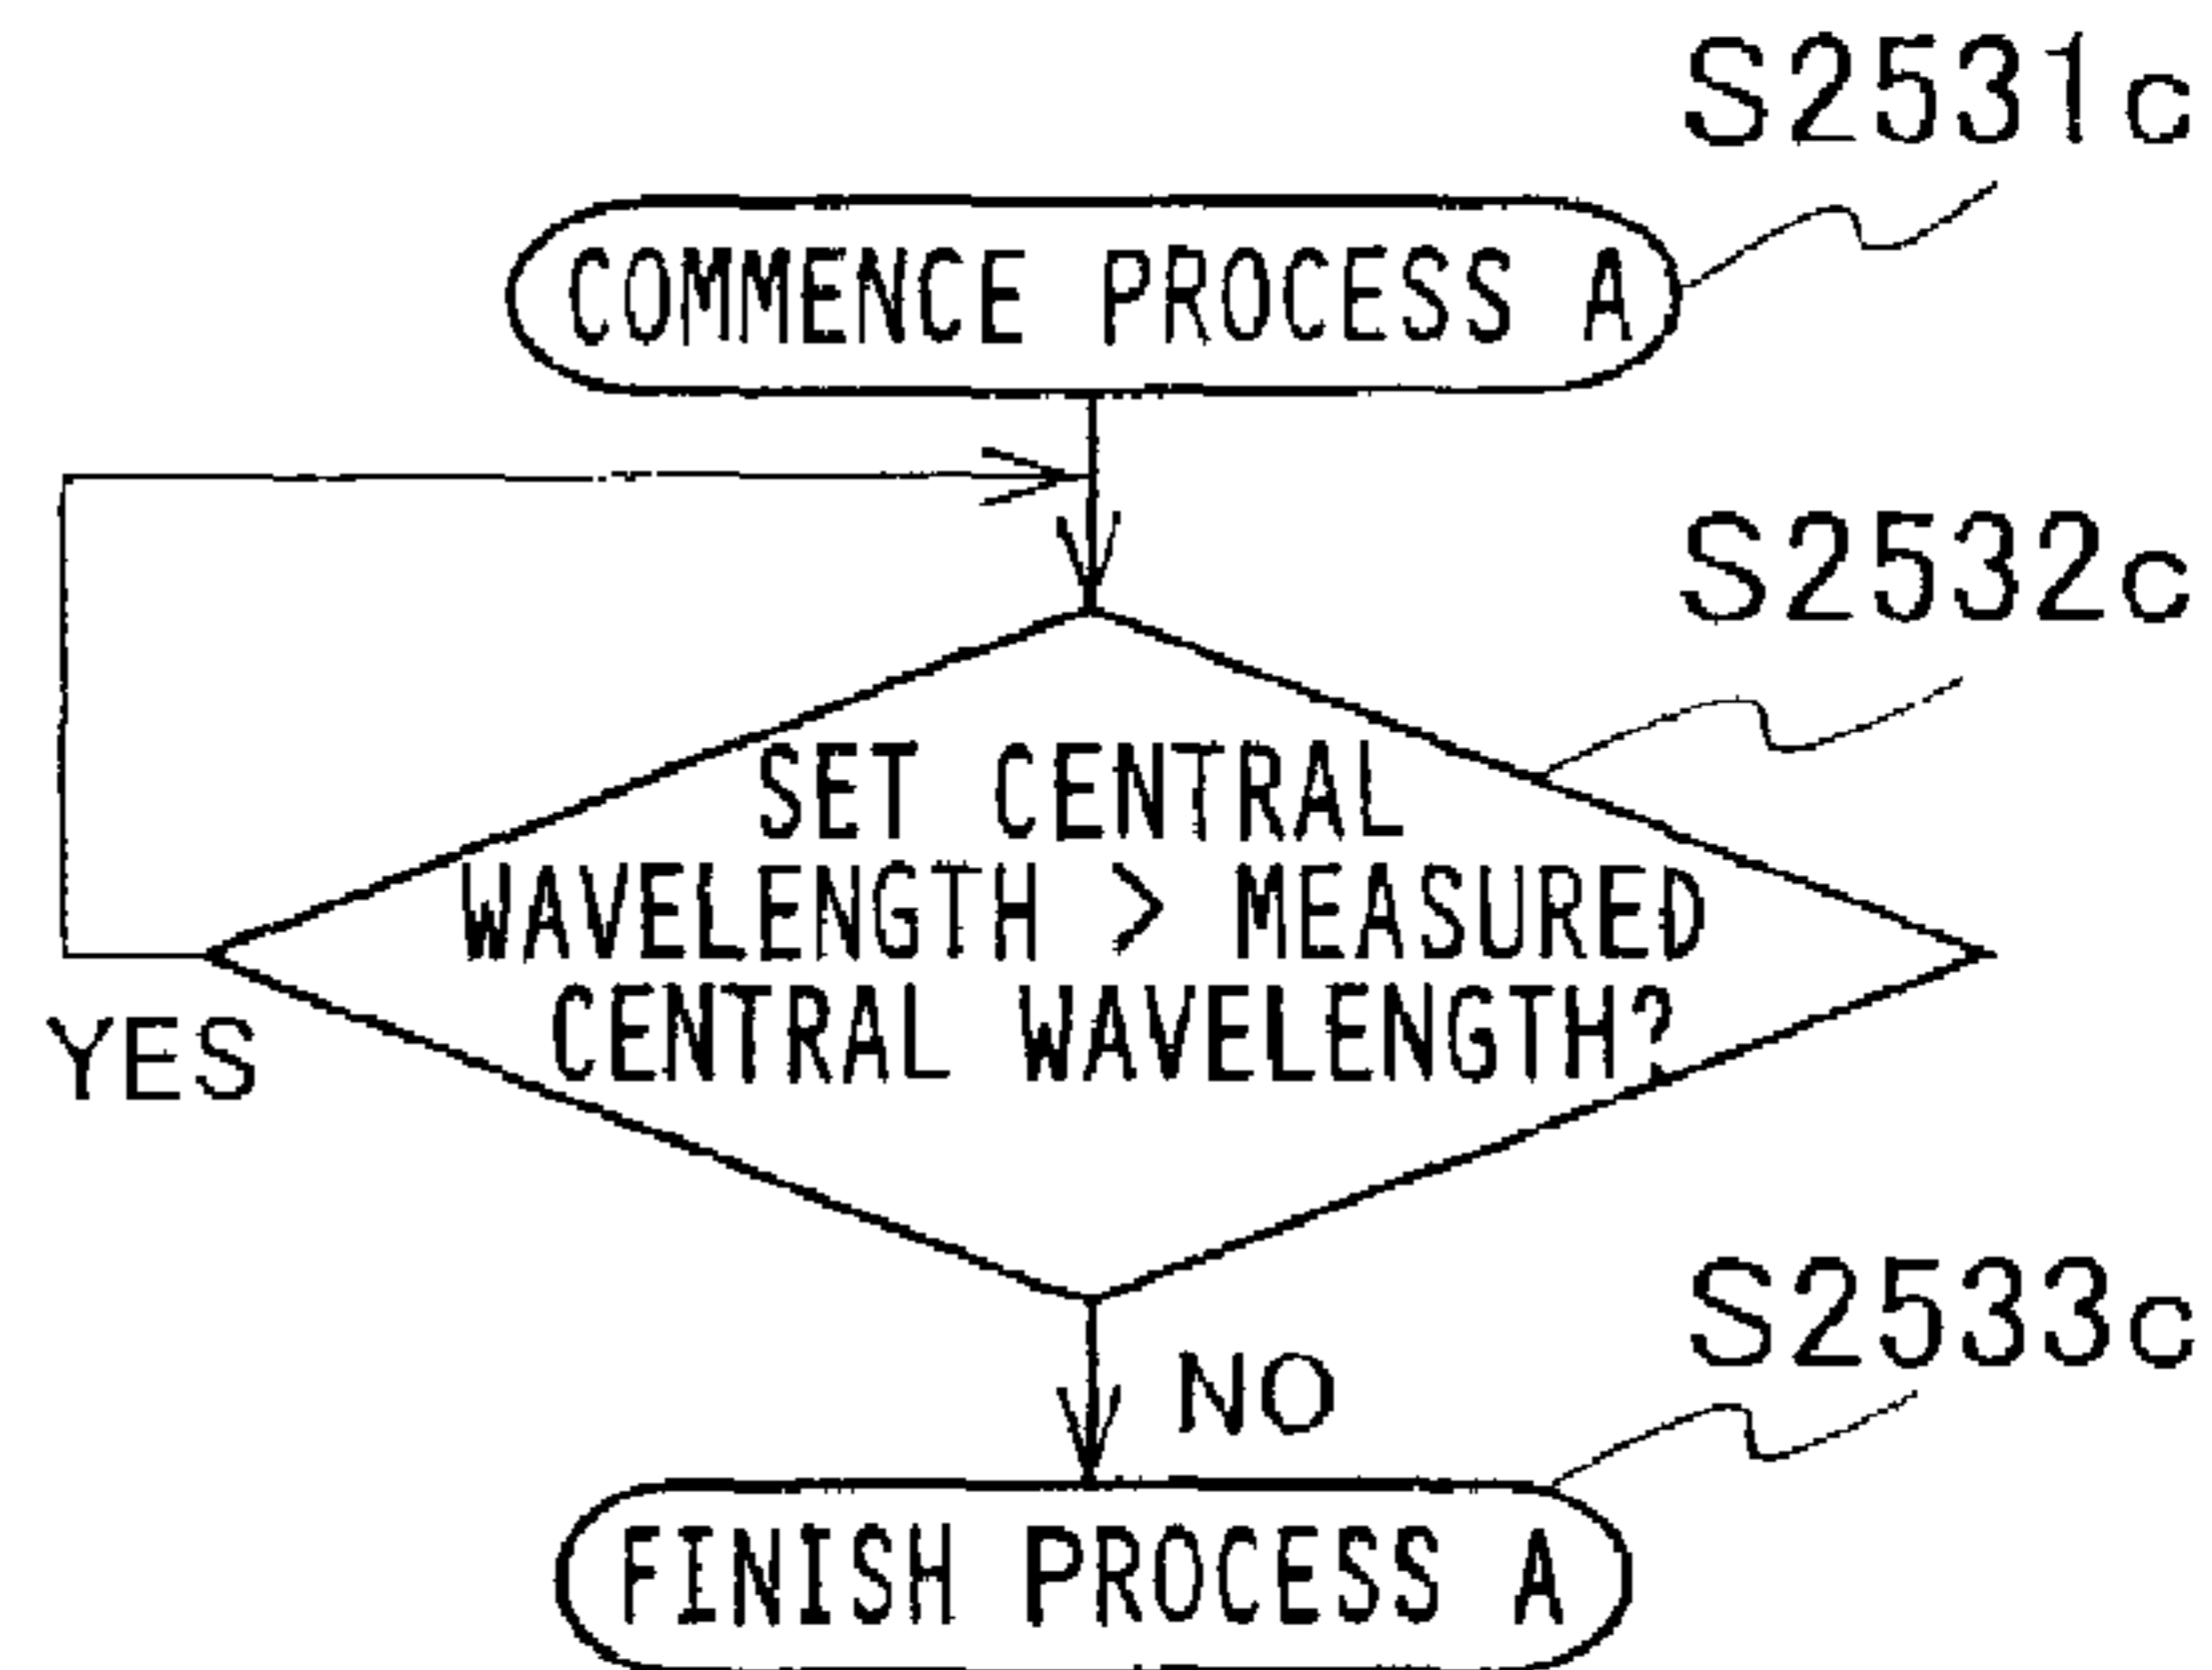 S2531c
COMMENCE PROCESS A
S2532c
SET CENTRAL
WAVELENGTH > MEASURED
CENTRAL WAVELENGTH?
YES
S2533c
NO
FINISH PROCESS A